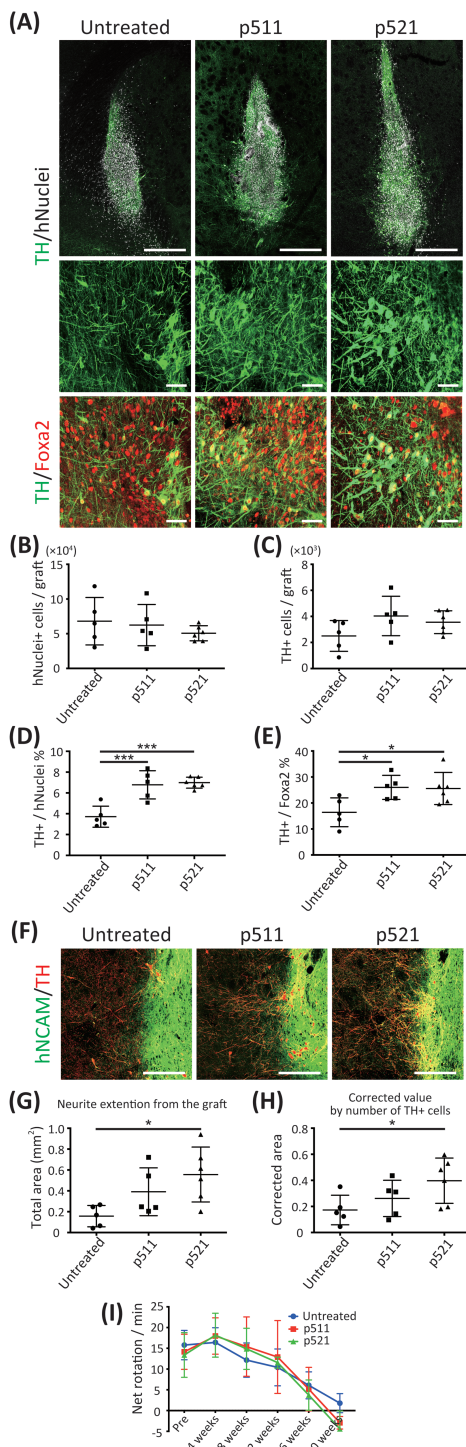 (A)
Untreated p511 p521
TH/hNuclei
TH/Foxa2
(B)
(×10⁴)
hNuclei+ cells / graft
15
10
5
0
Untreated
p511
p521
(C)
(×10³)
TH+ cells / graft
8
6
4
2
0
Untreated
p511
p521
(D)
TH+ / hNuclei %
10
8
6
4
2
0
***
***
Untreated
p511
p521
(E)
TH+ / Foxa2 %
40
30
20
10
0
*
*
Untreated
p511
p521
(F)
Untreated p511 p521
hNCAM/TH
(G)
Neurite extention from the graft
Total area (mm²)
1.0
0.8
0.6
0.4
0.2
0
*
Untreated
p511
p521
(H)
Corrected value
by number of TH+ cells
Corrected area
0.8
0.6
0.4
0.2
0
*
Untreated
p511
p521
(I)
Net rotation / min
25
20
15
10
5
0
-5
Untreated
p511
p521
Pre
4 weeks
8 weeks
weeks
weeks
weeks